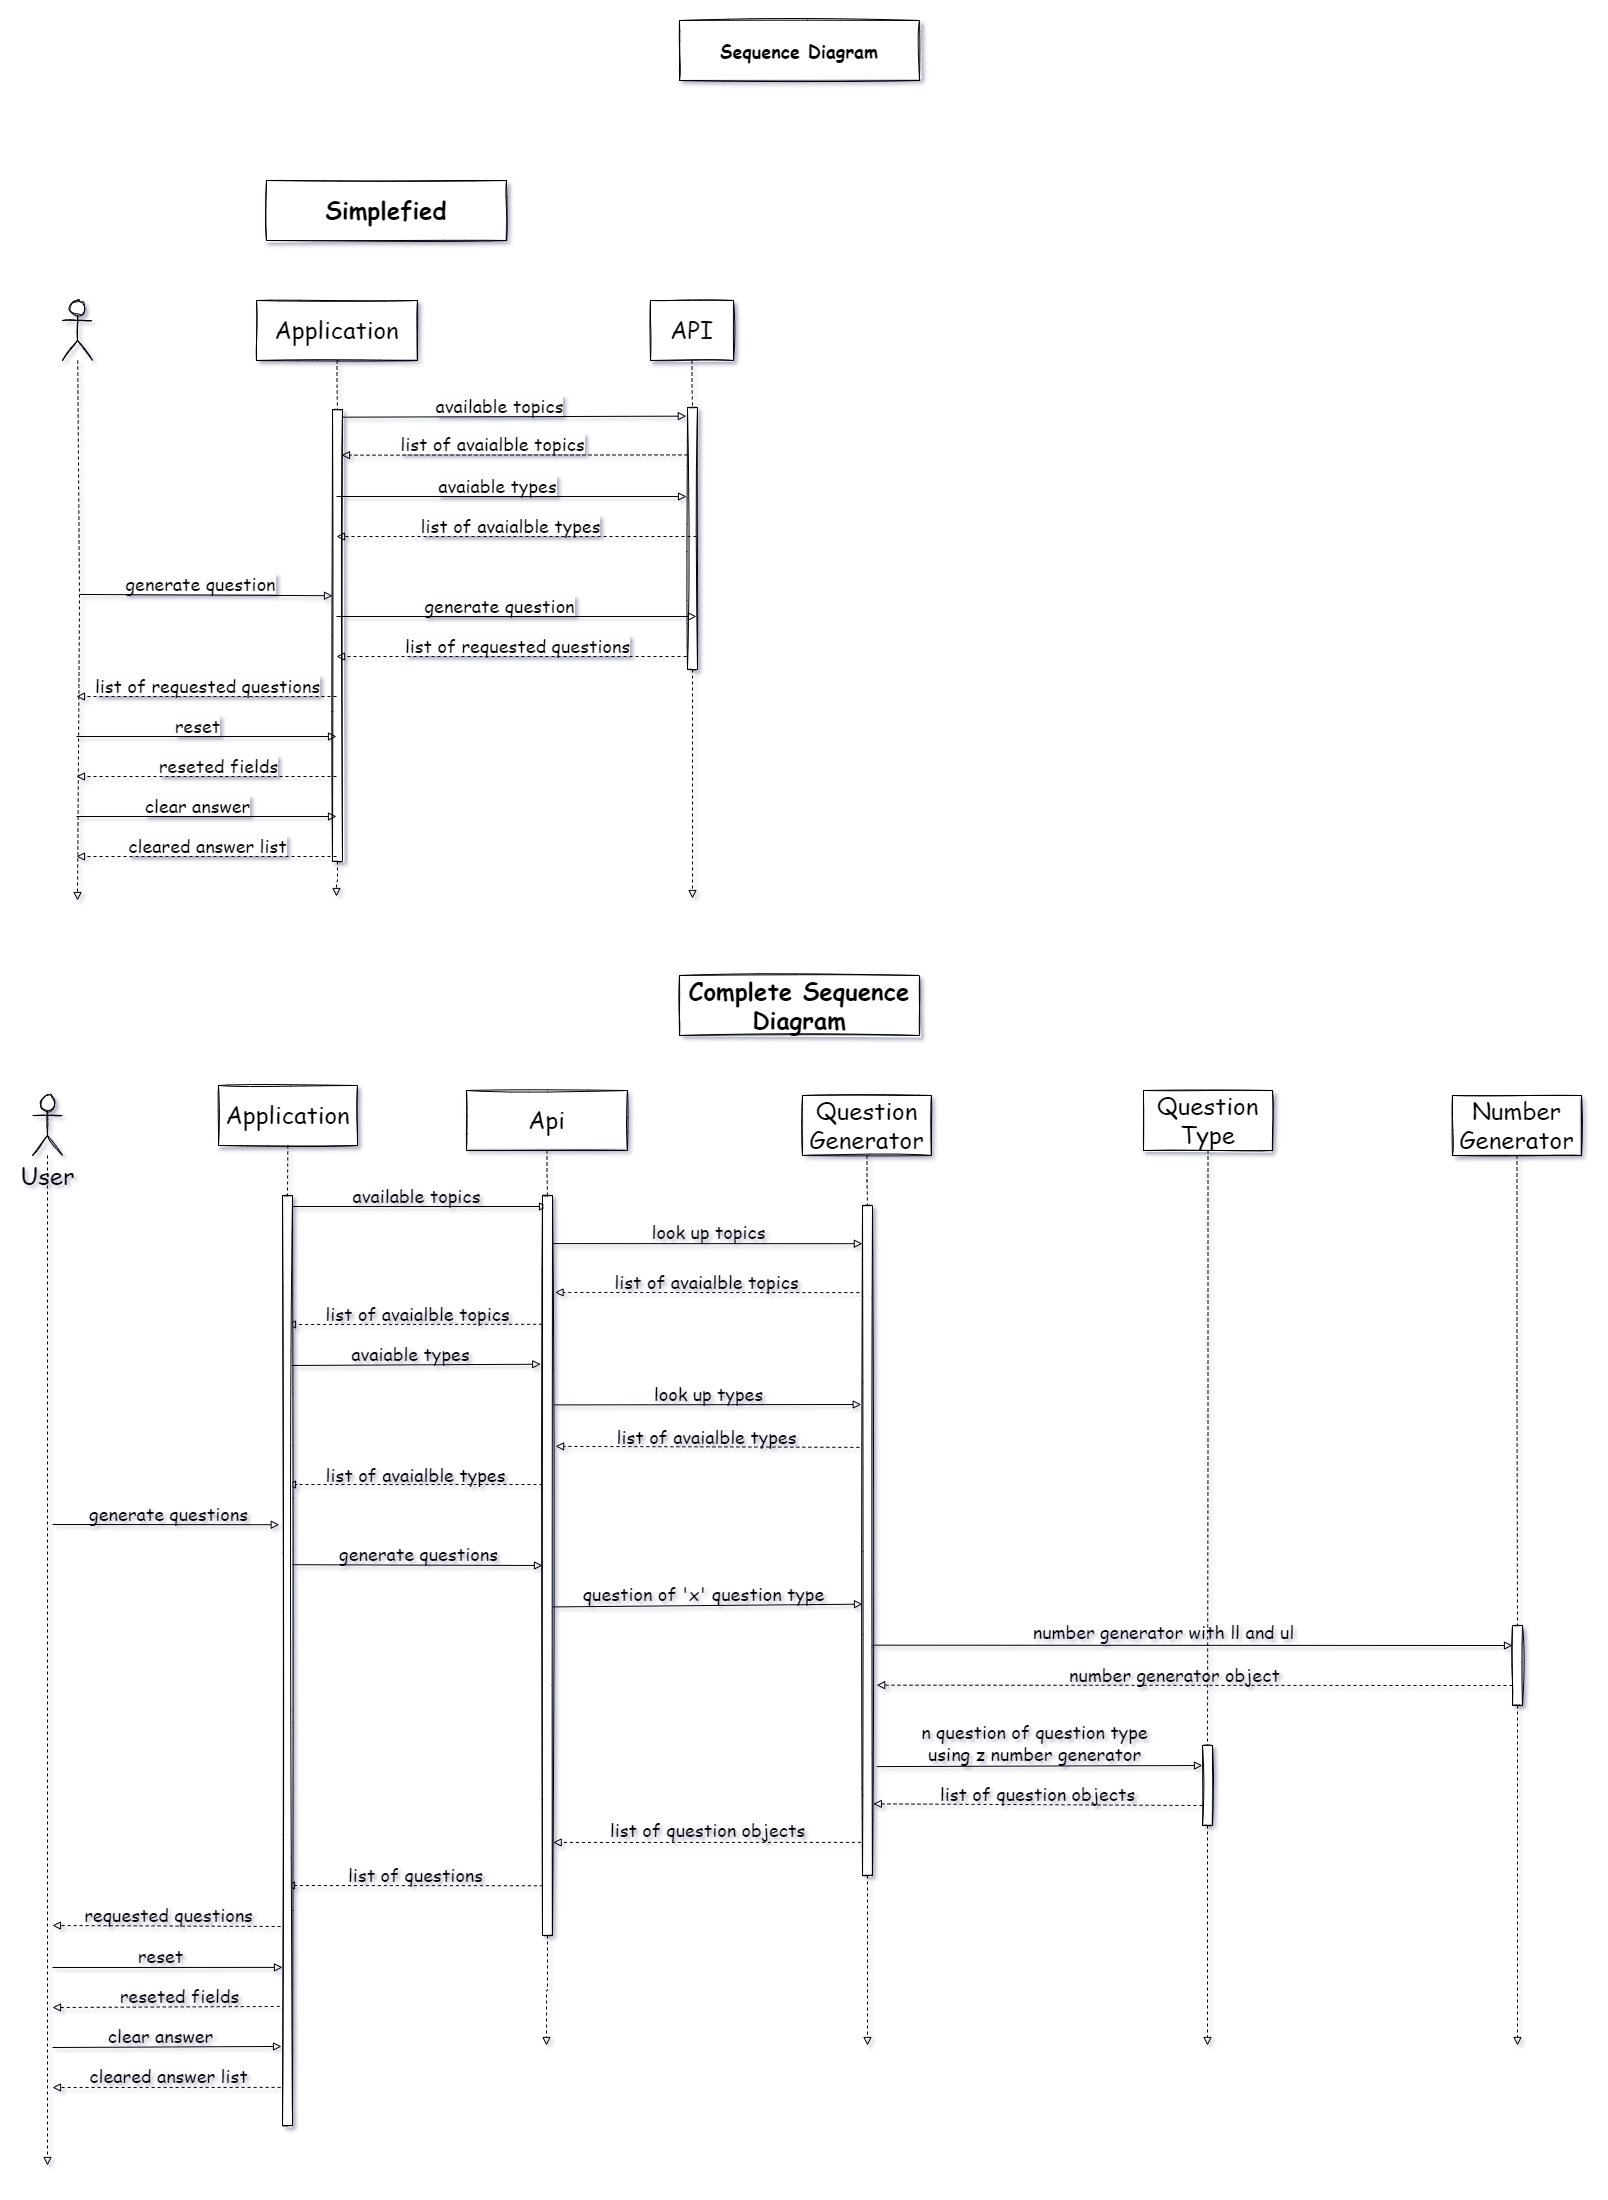 Sequence Diagram
Simplefied
Application
API
available topics
list of avaialble topics
avaiable types
list of avaialble types
generate question
generate question
list of requested questions
list of requested questions
reset
reseted fields
clear answer
cleared answer list
Complete Sequence
Diagram
User
Application
Api
Question
Generator
Question
Type
Number
Generator
available topics
look up topics
list of avaialble topics
list of avaialble topics
avaiable types
look up types
list of avaialble types
list of avaialble types
generate questions
generate questions
question of 'x' question type
number generator with ll and ul
number generator object
n question of question type
using z number generator
list of question objects
list of question objects
list of questions
requested questions
reset
reseted fields
clear answer
cleared answer list